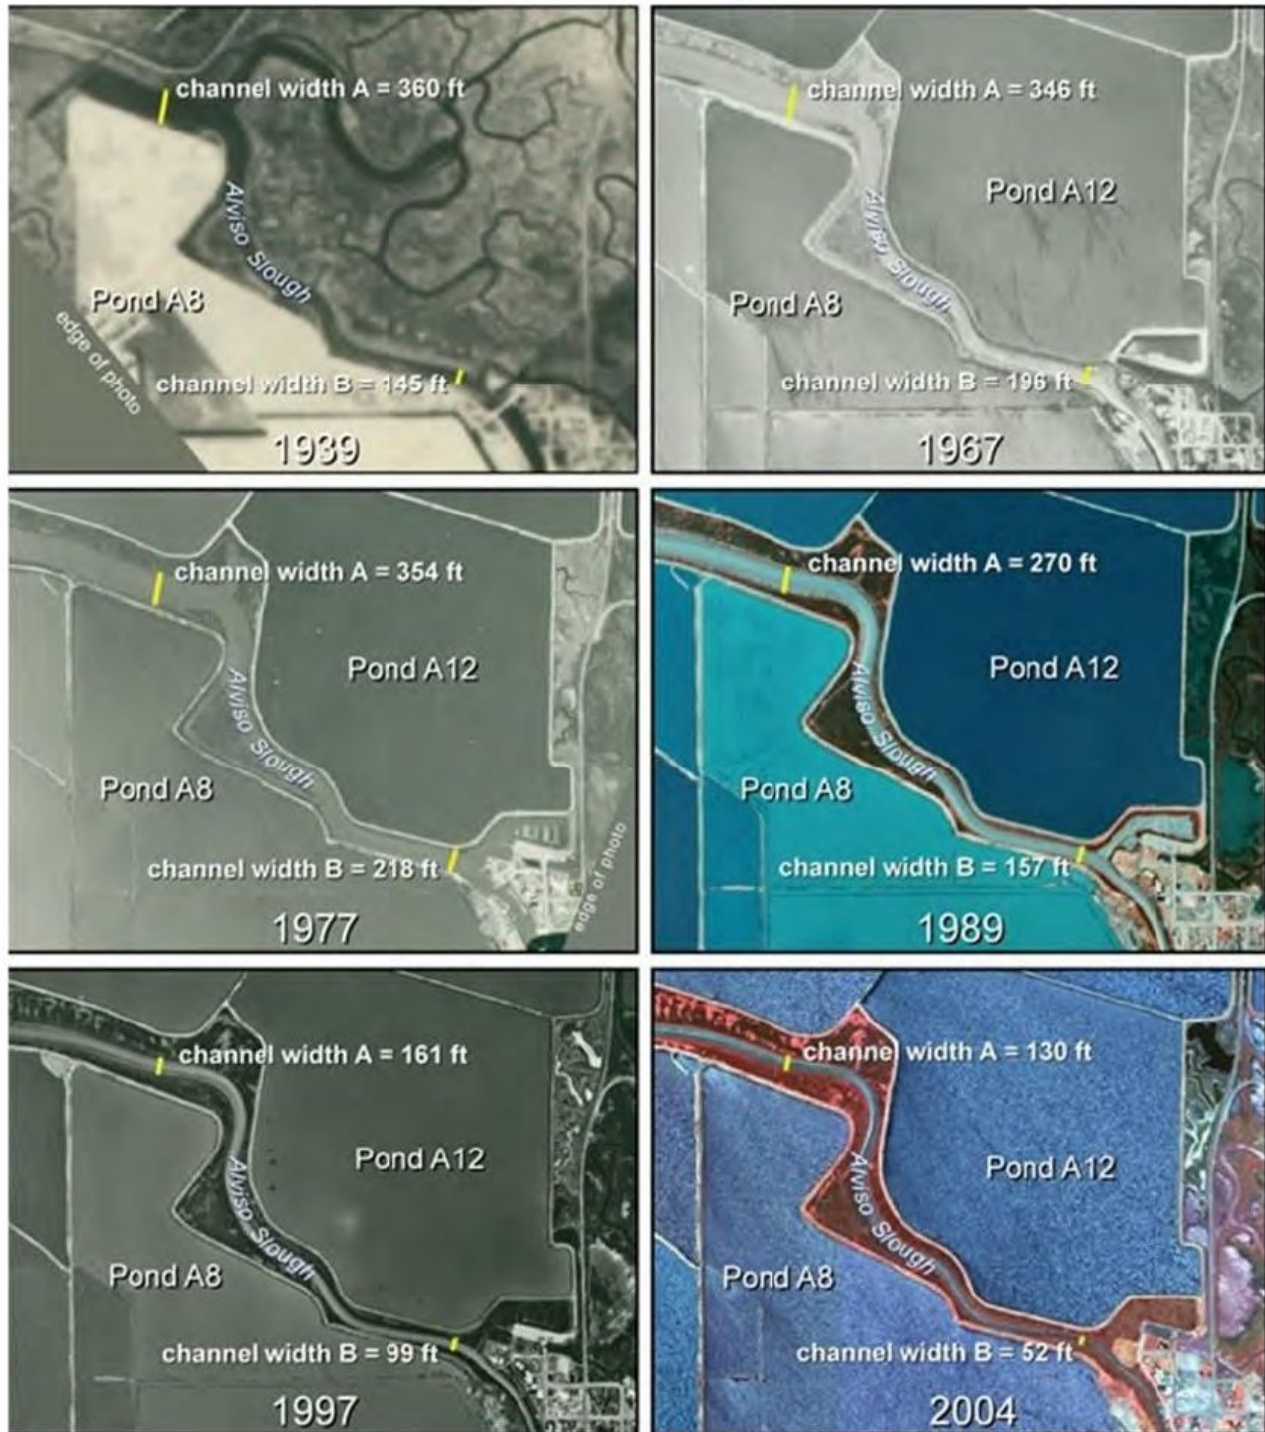 channel width A = 360 ft
Alviso Slough
Pond A8
edge of photo
channel width B = 145 ft
1939
channel width A = 346 ft
Pond A12
Alviso Slough
Pond A8
channel width B = 196 ft
1967
channel width A = 354 ft
Pond A12
Alviso Slough
Pond A8
channel width B = 218 ft
edge of photo
1977
channel width A = 270 ft
Pond A12
Alviso Slough
Pond A8
channel width B = 157 ft
1989
channel width A = 161 ft
Pond A12
Alviso Slough
Pond A8
channel width B = 99 ft
1997
channel width A = 130 ft
Pond A12
Alviso Slough
Pond A8
channel width B = 52 ft
2004